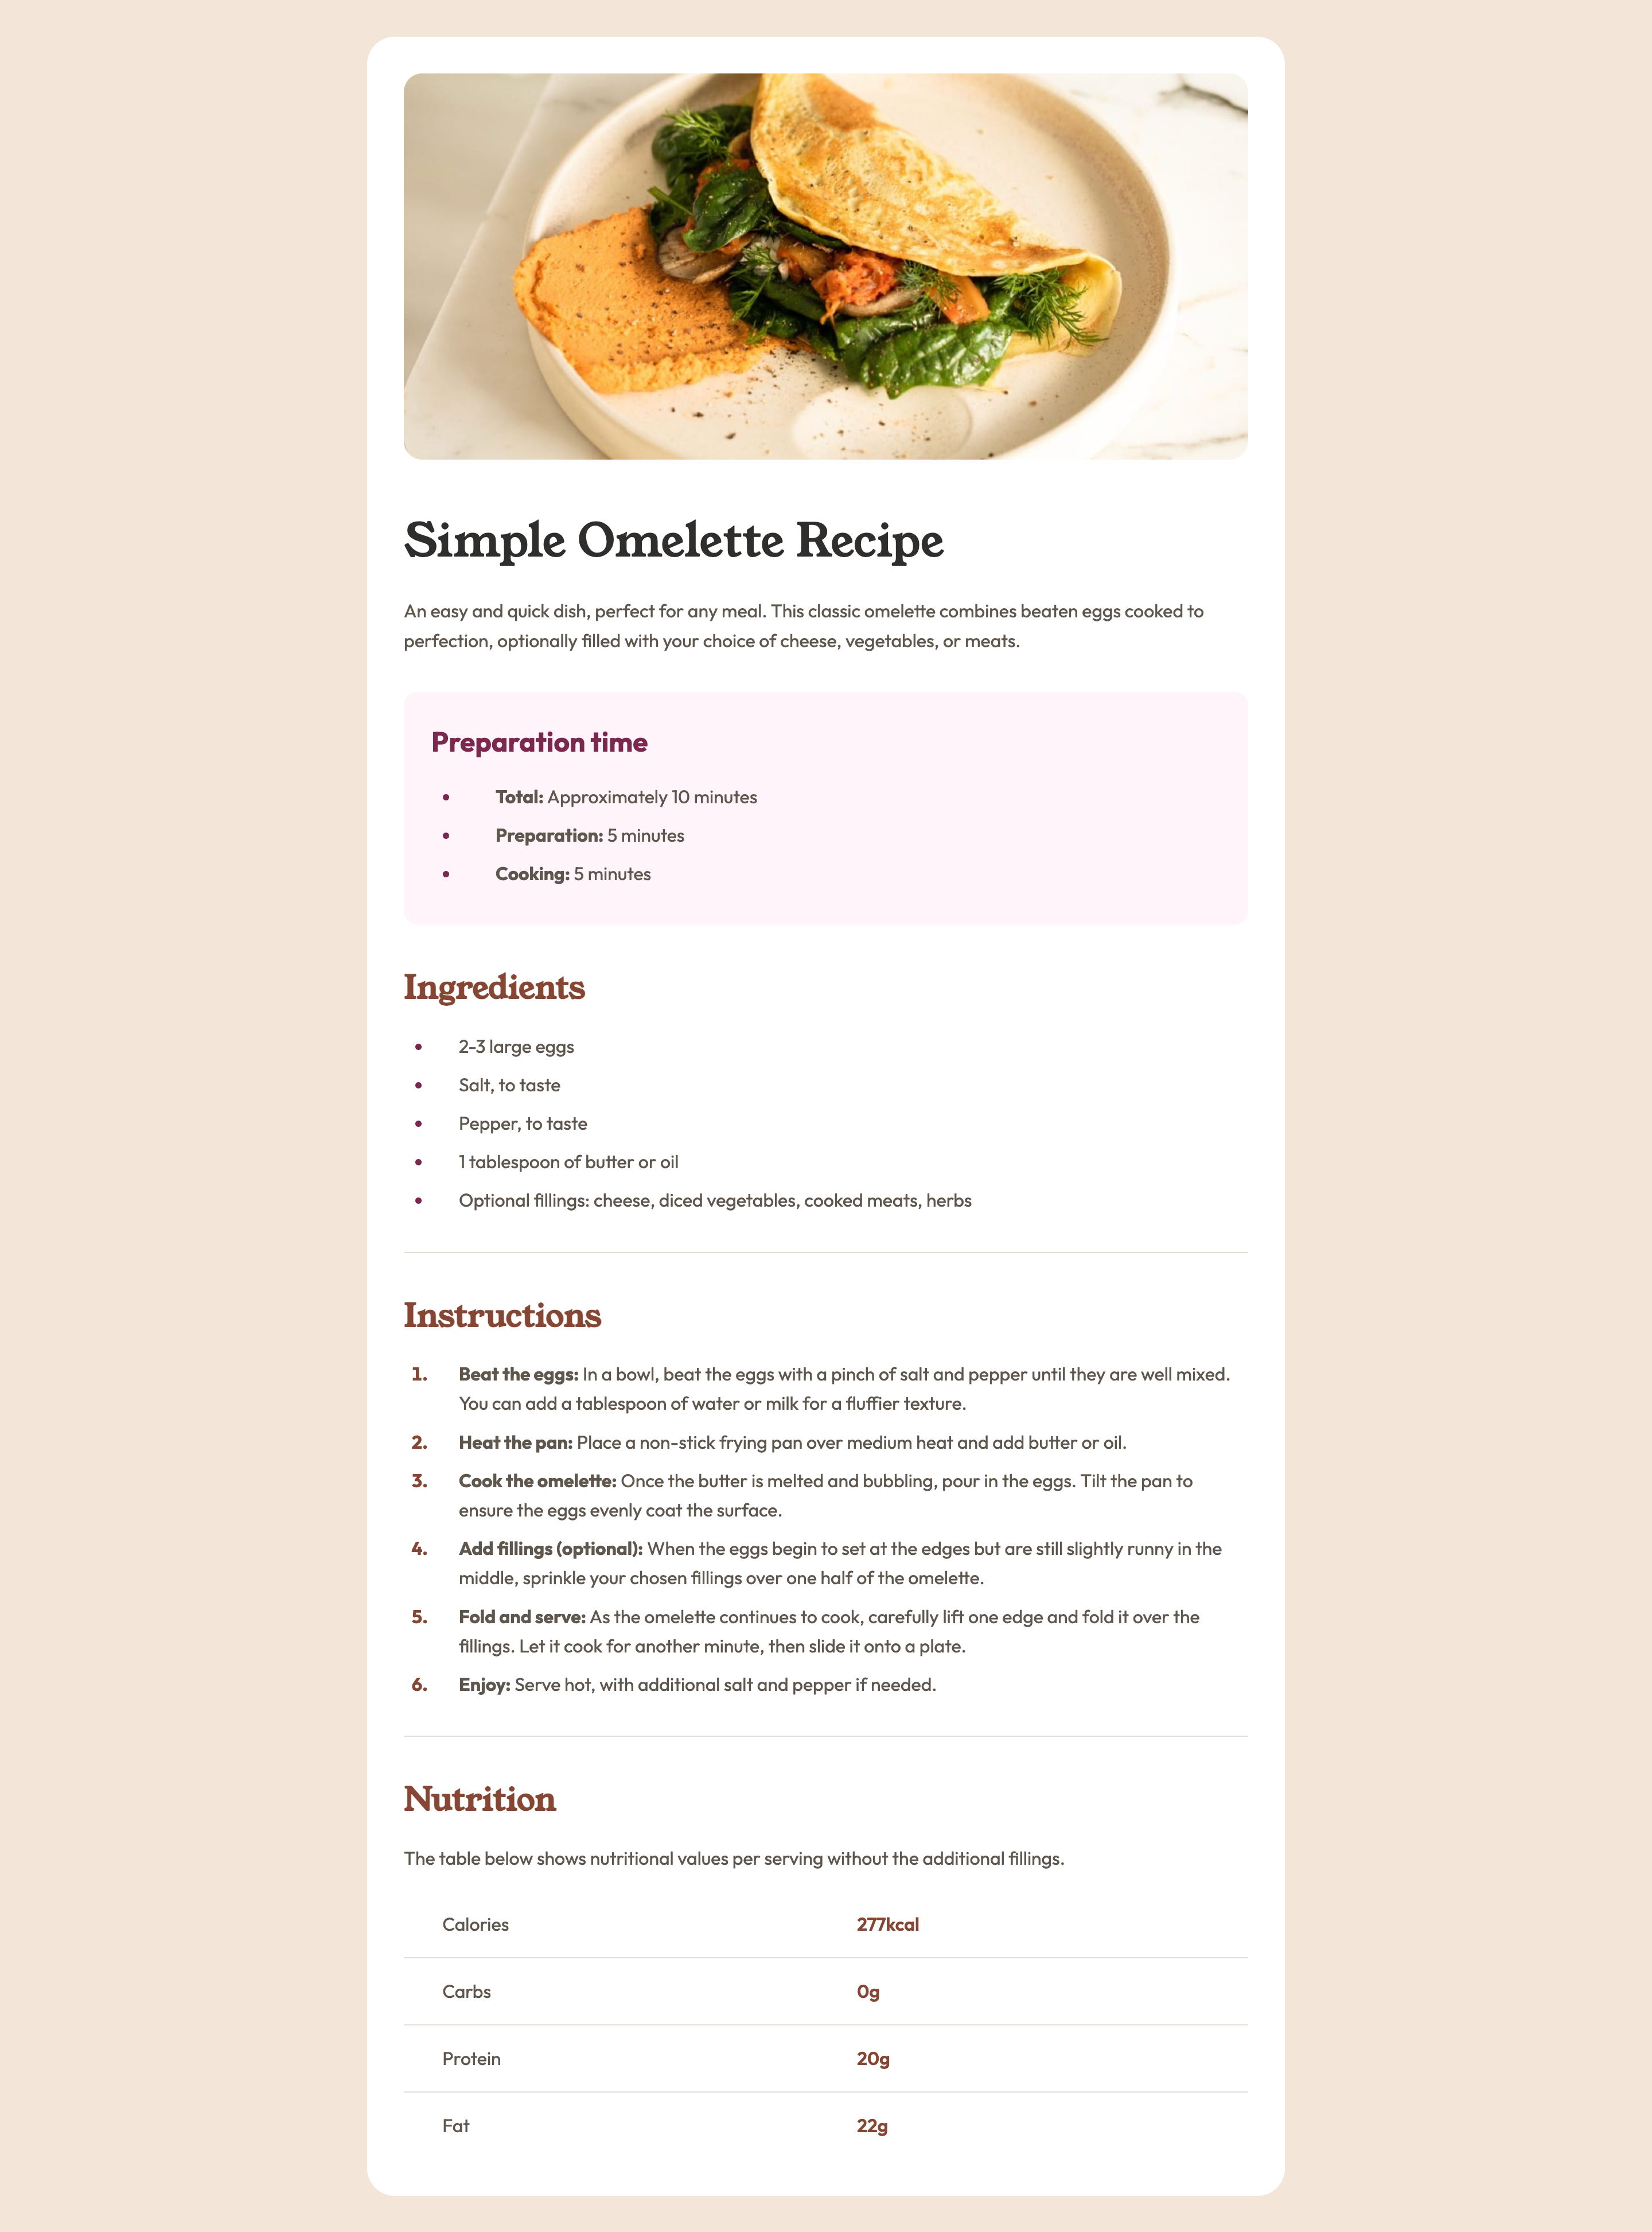 Simple Omelette Recipe
An easy and quick dish, perfect for any meal. This classic omelette combines beaten eggs cooked to
perfection, optionally filled with your choice of cheese, vegetables, or meats.
Preparation time
• Total: Approximately 10 minutes
• Preparation: 5 minutes
• Cooking: 5 minutes
Ingredients
• 2-3 large eggs
• Salt, to taste
• Pepper, to taste
• 1 tablespoon of butter or oil
• Optional fillings: cheese, diced vegetables, cooked meats, herbs
Instructions
1. Beat the eggs: In a bowl, beat the eggs with a pinch of salt and pepper until they are well mixed.
You can add a tablespoon of water or milk for a fluffier texture.
2. Heat the pan: Place a non-stick frying pan over medium heat and add butter or oil.
3. Cook the omelette: Once the butter is melted and bubbling, pour in the eggs. Tilt the pan to
ensure the eggs evenly coat the surface.
4. Add fillings (optional): When the eggs begin to set at the edges but are still slightly runny in the
middle, sprinkle your chosen fillings over one half of the omelette.
5. Fold and serve: As the omelette continues to cook, carefully lift one edge and fold it over the
fillings. Let it cook for another minute, then slide it onto a plate.
6. Enjoy: Serve hot, with additional salt and pepper if needed.
Nutrition
The table below shows nutritional values per serving without the additional fillings.
Calories 277kcal
Carbs 0g
Protein 20g
Fat 22g